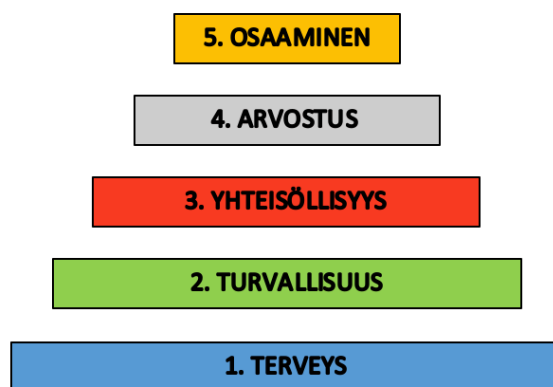 5. OSAAMINEN
4. ARVOSTUS
3. YHTEISÖLLISYYS
2. TURVALLISUUS
1. TERVEYS